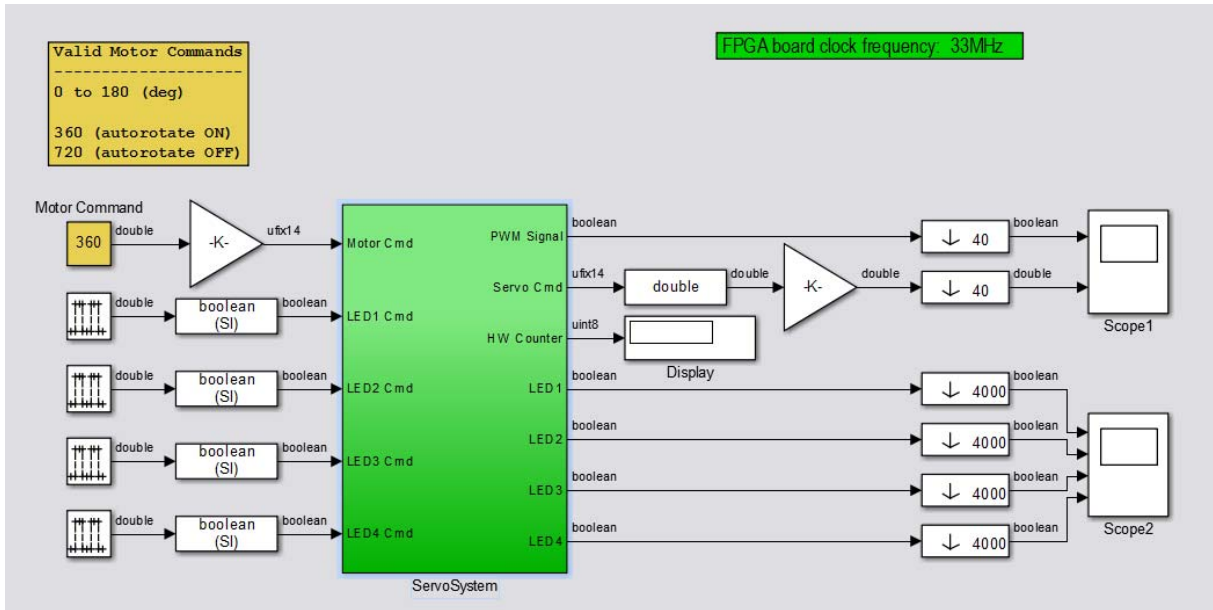 Valid Motor Commands
-------------------
0 to 180 (deg)
360 (autorotate ON)
720 (autorotate OFF)
FPGA board clock frequency: 33MHz
Motor Command
360
double
-K-
ufix14
double
boolean
(SI)
boolean
double
boolean
(SI)
boolean
double
boolean
(SI)
boolean
double
boolean
(SI)
boolean
Motor Cmd
LED1 Cmd
LED2 Cmd
LED3 Cmd
LED4 Cmd
PWM Signal
Servo Cmd
HW Counter
LED1
LED2
LED3
LED4
ServoSystem
boolean
40
boolean
ufix14
double
double
-K-
double
40
double
Scope1
uint8
Display
boolean
4000
boolean
boolean
4000
boolean
boolean
4000
boolean
boolean
4000
boolean
Scope2